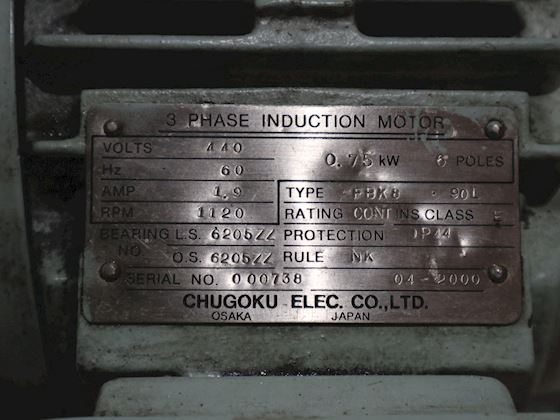 3 PHASE INDUCTION MOTOR
VOLTS 440
0.75 kW 6 POLES
Hz 60
AMP 1.9
TYPE 90L
RPM 1120
RATING CONT INS CLASS E
BEARING L.S. 6205ZZ PROTECTION IP44
NO. O.S. 6205ZZ RULE NK
SERIAL NO. 000738 04-2000
CHUGOKU ELEC. CO.,LTD.
OSAKA JAPAN